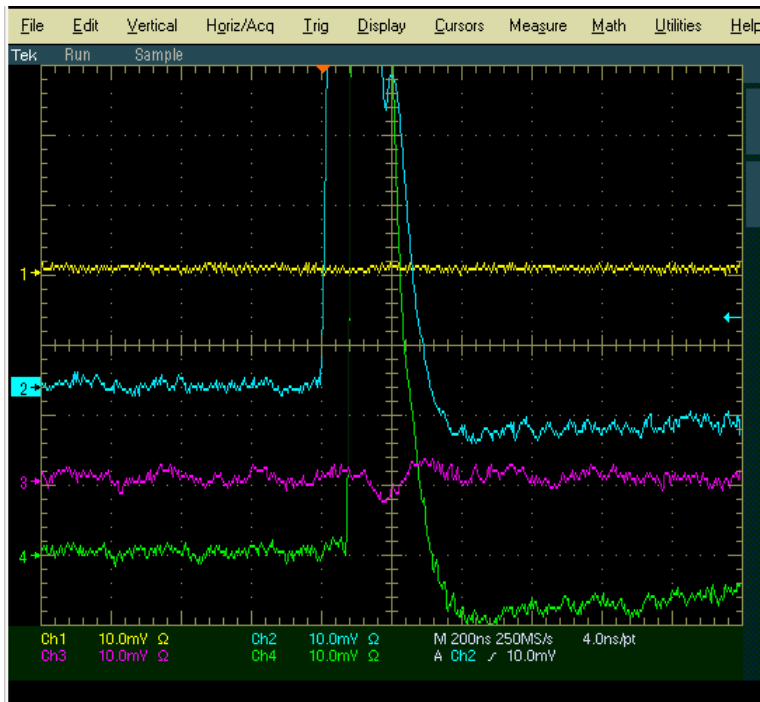 File Edit Vertical Horiz/Acq Trig Display Cursors Measure Math Utilities Help
Tek Run Sample
1
2
3
4
Ch1 10.0mV Ω Ch2 10.0mV Ω M 200ns 250MS/s 4.0ns/pt
Ch3 10.0mV Ω Ch4 10.0mV Ω A Ch2 ⁄ 10.0mV